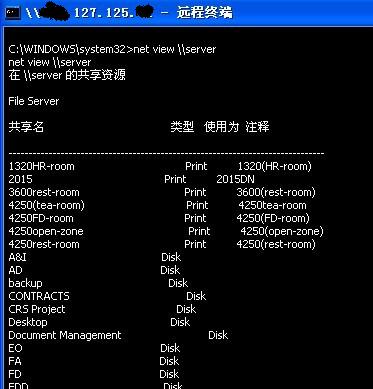 \\ 127.125. - 远程终端
C:\WINDOWS\system32>net view \\server
net view \\server
在 \\server 的共享资源
File Server
共享名 类型 使用为 注释
-------------------------------------------------------------------------------
1320HR-room Print 1320(HR-room)
2015 Print 2015DN
3600rest-room Print 3600(rest-room)
4250(tea-room) Print 4250tea-room
4250FD-room Print 4250(FD-room)
4250open-zone Print 4250(open-zone)
4250rest-room Print 4250(rest-room)
A&I Disk
AD Disk
backup Disk
CONTRACTS Disk
CRS Project Disk
Desktop Disk
Document Management Disk
EO Disk
FA Disk
FD Disk
FDD Disk